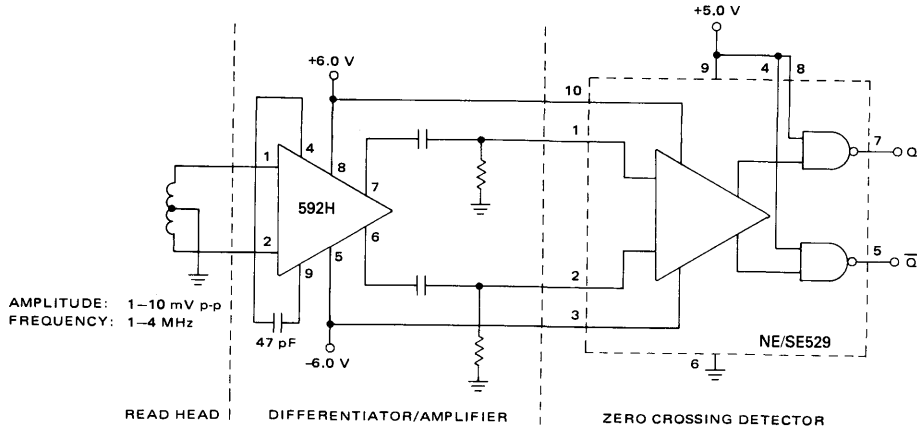 +5.0 V
+6.0 V
9 4 8
10
1
4
1
8
7
7
Q
592H
2
9
5
6
5
Q̅
2
3
AMPLITUDE: 1–10 mV p-p
FREQUENCY: 1–4 MHz
47 pF
–6.0 V
6
NE/SE529
READ HEAD
DIFFERENTIATOR/AMPLIFIER
ZERO CROSSING DETECTOR